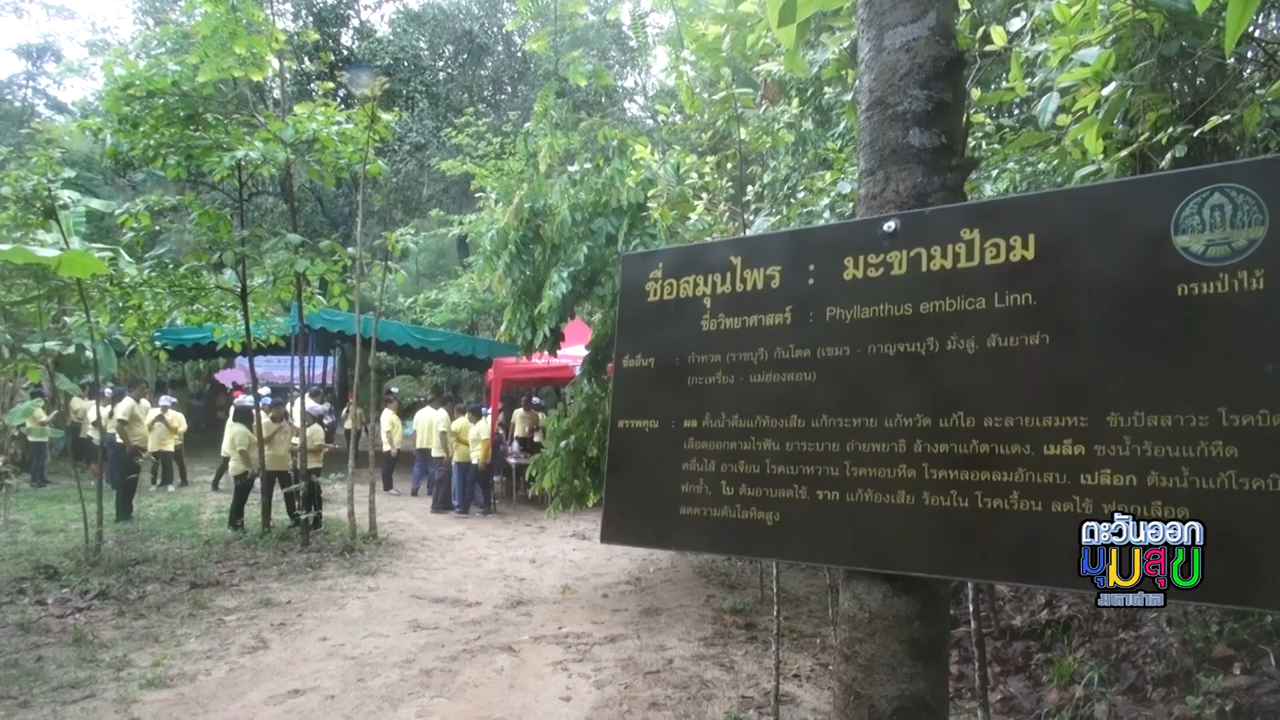 ชื่อสมุนไพร : มะขามป้อม
ชื่อวิทยาศาสตร์ : Phyllanthus emblica Linn.
กรมป่าไม้
ชื่ออื่นๆ : กำทวด (ราชบุรี) กันโตด (เขมร - กาญจนบุรี) มั่งลู่, สันยาส่า
(กะเหรี่ยง - แม่ฮ่องสอน)
สรรพคุณ : ผล คั้นน้ำดื่มแก้ท้องเสีย แก้กระหาย แก้หวัด แก้ไอ ละลายเสมหะ ขับปัสสาวะ โรคบิด
เลือดออกตามไรฟัน ยาระบาย ถ่ายพยาธิ ล้างตาแก้ตาแดง, เมล็ด ชงน้ำร้อนแก้หืด
คลื่นไส้ อาเจียน โรคเบาหวาน โรคหอบหืด โรคหลอดลมอักเสบ, เปลือก ต้มน้ำแก้โรคบิ
ฟกช้ำ, ใบ ต้มอาบลดไข้, ราก แก้ท้องเสีย ร้อนใน โรคเรื้อน ลดไข้ ฟอกเลือด
ลดความดันโลหิตสูง
ตะวันออก
มุมสุข
มหาศาล